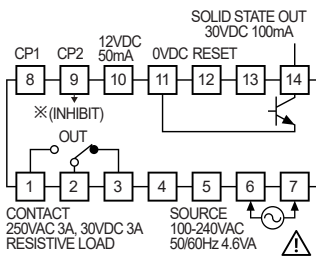 SOLID STATE OUT
30VDC 100mA
CP1 CP2 12VDC 50mA 0VDC RESET
8 9 10 11 12 13 14
※(INHIBIT)
OUT
1 2 3 4 5 6 7
CONTACT
250VAC 3A, 30VDC 3A
RESISTIVE LOAD
SOURCE
100-240VAC
50/60Hz 4.6VA